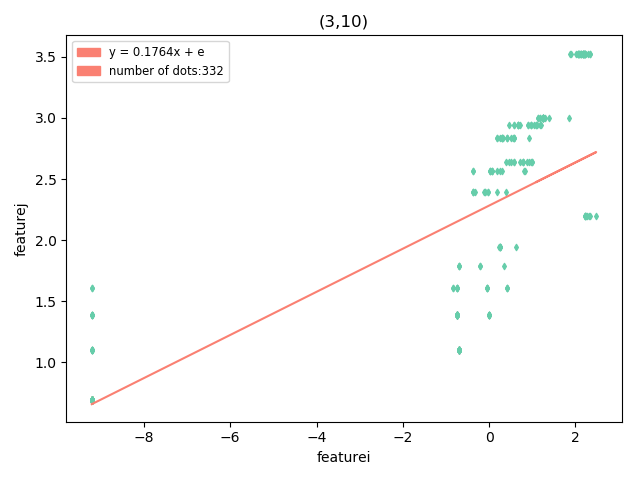 (3,10)
y = 0.1764x + e
number of dots:332
3.5
3.0
2.5
2.0
1.5
1.0
featurej
−8 −6 −4 −2 0 2
featurei